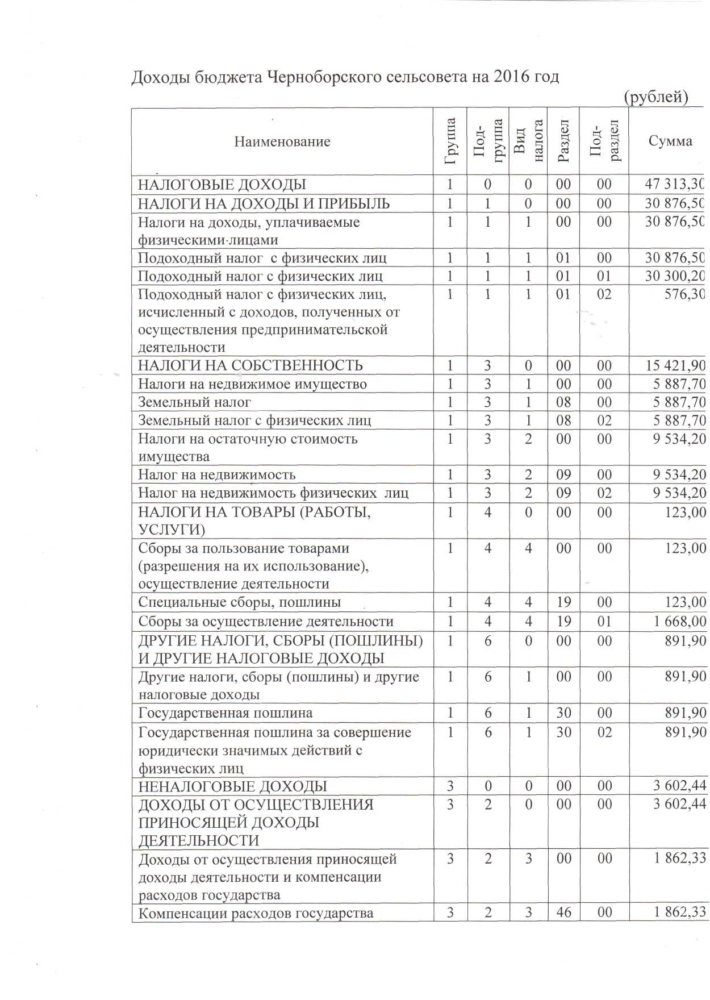 Доходы бюджета Черноборского сельсовета на 2016 год
(рублей)
Наименование Группа Под-группа Вид налога Раздел Под-раздел Сумма
НАЛОГОВЫЕ ДОХОДЫ 1 0 0 00 00 47 313,30
НАЛОГИ НА ДОХОДЫ И ПРИБЫЛЬ 1 1 0 00 00 30 876,50
Налоги на доходы, уплачиваемые 1 1 1 00 00 30 876,50
физическими лицами
Подоходный налог с физических лиц 1 1 1 01 00 30 876,50
Подоходный налог с физических лиц 1 1 1 01 01 30 300,20
Подоходный налог с физических лиц, 1 1 1 01 02 576,30
исчисленный с доходов, полученных от
осуществления предпринимательской
деятельности
НАЛОГИ НА СОБСТВЕННОСТЬ 1 3 0 00 00 15 421,90
Налоги на недвижимое имущество 1 3 1 00 00 5 887,70
Земельный налог 1 3 1 08 00 5 887,70
Земельный налог с физических лиц 1 3 1 08 02 5 887,70
Налоги на остаточную стоимость 1 3 2 00 00 9 534,20
имущества
Налог на недвижимость 1 3 2 09 00 9 534,20
Налог на недвижимость физических лиц 1 3 2 09 02 9 534,20
НАЛОГИ НА ТОВАРЫ (РАБОТЫ, 1 4 0 00 00 123,00
УСЛУГИ)
Сборы за пользование товарами 1 4 4 00 00 123,00
(разрешения на их использование),
осуществление деятельности
Специальные сборы, пошлины 1 4 4 19 00 123,00
Сборы за осуществление деятельности 1 4 4 19 01 1 668,00
ДРУГИЕ НАЛОГИ, СБОРЫ (ПОШЛИНЫ) 1 6 0 00 00 891,90
И ДРУГИЕ НАЛОГОВЫЕ ДОХОДЫ
Другие налоги, сборы (пошлины) и другие 1 6 1 00 00 891,90
налоговые доходы
Государственная пошлина 1 6 1 30 00 891,90
Государственная пошлина за совершение 1 6 1 30 02 891,90
юридически значимых действий с
физических лиц
НЕНАЛОГОВЫЕ ДОХОДЫ 3 0 0 00 00 3 602,44
ДОХОДЫ ОТ ОСУЩЕСТВЛЕНИЯ 3 2 0 00 00 3 602,44
ПРИНОСЯЩЕЙ ДОХОДЫ
ДЕЯТЕЛЬНОСТИ
Доходы от осуществления приносящей 3 2 3 00 00 1 862,33
доходы деятельности и компенсации
расходов государства
Компенсации расходов государства 3 2 3 46 00 1 862,33